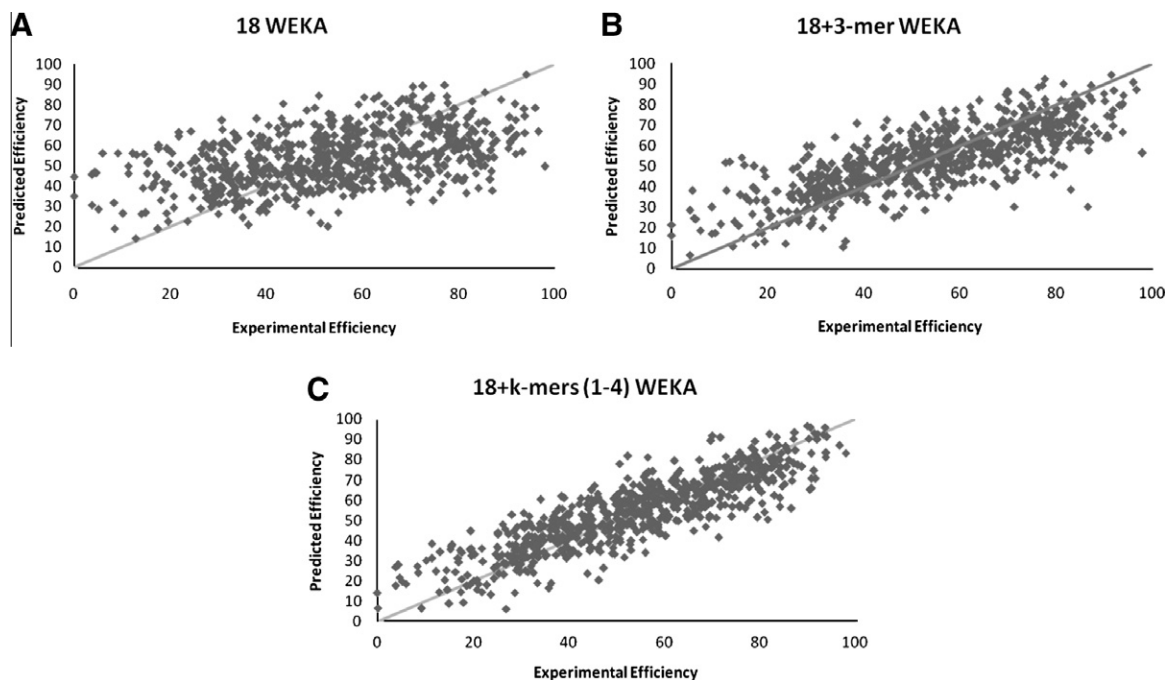 A
18 WEKA
100
90
80
70
60
50
40
30
20
10
0
Predicted Efficiency
0 20 40 60 80 100
Experimental Efficiency
B
18+3-mer WEKA
100
90
80
70
60
50
40
30
20
10
0
Predicted Efficiency
0 20 40 60 80 100
Experimental Efficiency
C
18+k-mers (1-4) WEKA
100
90
80
70
60
50
40
30
20
10
0
Predicted Efficiency
0 20 40 60 80 100
Experimental Efficiency